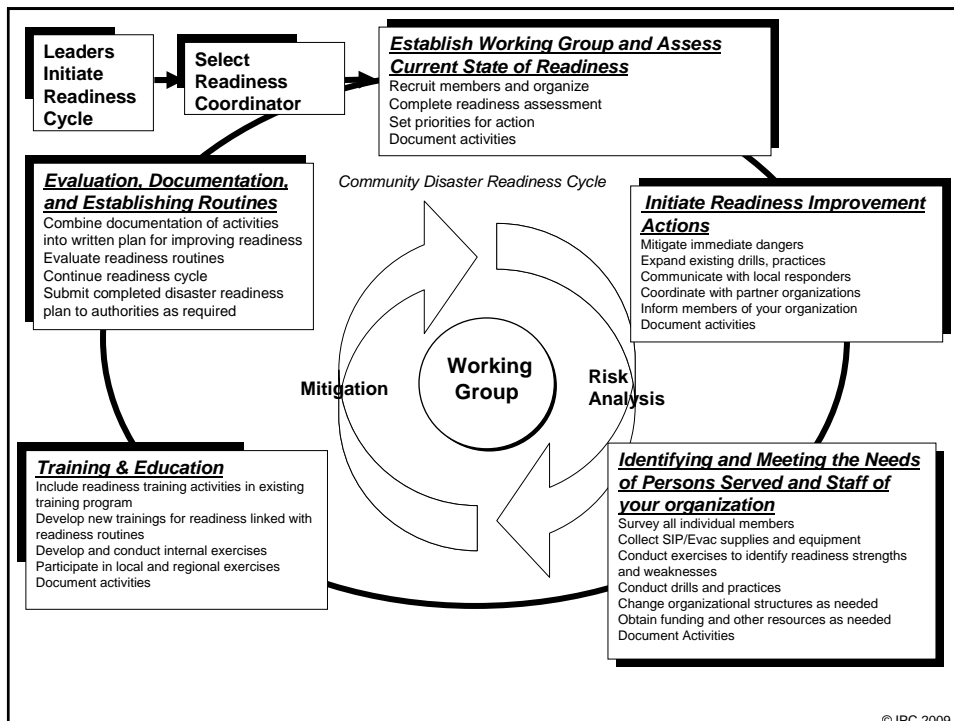 Leaders
Initiate
Readiness
Cycle
Select
Readiness
Coordinator
Establish Working Group and Assess
Current State of Readiness
Recruit members and organize
Complete readiness assessment
Set priorities for action
Document activities
Evaluation, Documentation,
and Establishing Routines
Combine documentation of activities
into written plan for improving readiness
Evaluate readiness routines
Continue readiness cycle
Submit completed disaster readiness
plan to authorities as required
Community Disaster Readiness Cycle
Initiate Readiness Improvement
Actions
Mitigate immediate dangers
Expand existing drills, practices
Communicate with local responders
Coordinate with partner organizations
Inform members of your organization
Document activities
Mitigation
Working
Group
Risk
Analysis
Training & Education
Include readiness training activities in existing
training program
Develop new trainings for readiness linked with
readiness routines
Develop and conduct internal exercises
Participate in local and regional exercises
Document activities
Identifying and Meeting the Needs
of Persons Served and Staff of
your organization
Survey all individual members
Collect SIP/Evac supplies and equipment
Conduct exercises to identify readiness strengths
and weaknesses
Conduct drills and practices
Change organizational structures as needed
Obtain funding and other resources as needed
Document Activities
© IPC 2009